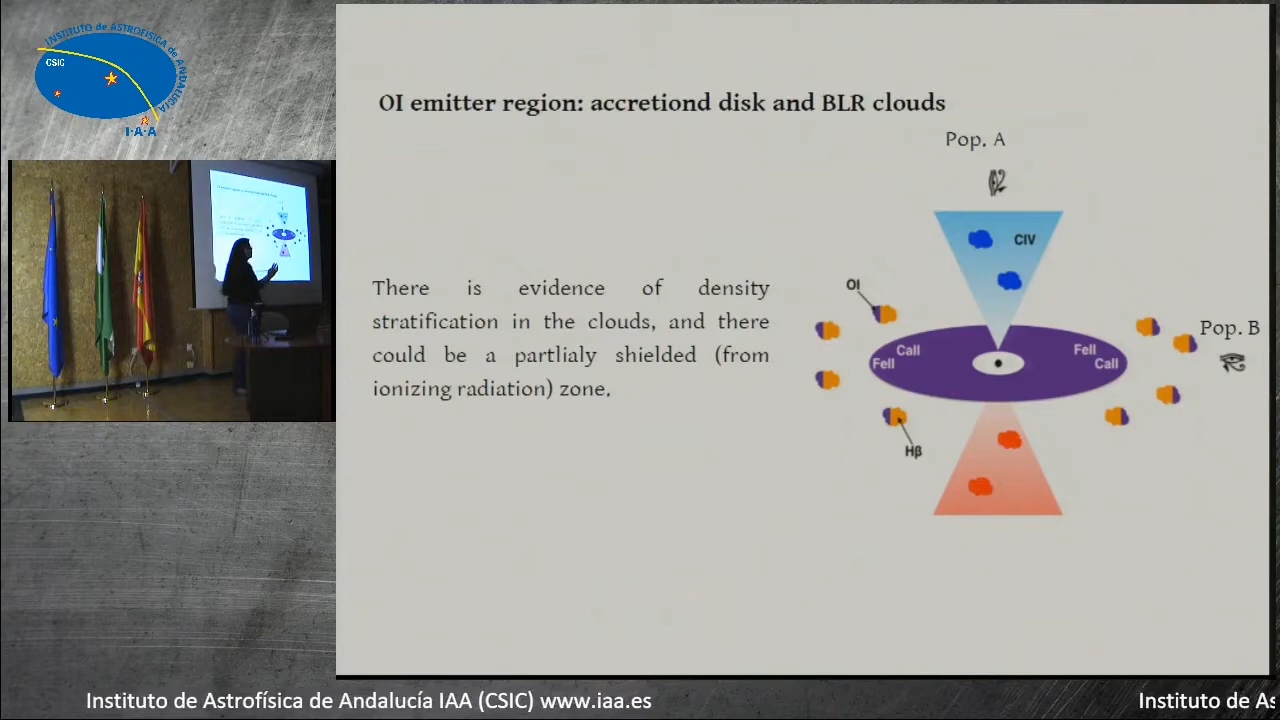 INSTITUTO de ASTROFÍSICA de ANDALUCÍA
CSIC
I·A·A
OI emitter region: accretiond disk and BLR clouds
Pop. A
CIV
OI
There is evidence of density
stratification in the clouds, and there
could be a partlialy shielded (from
ionizing radiation) zone.
Pop. B
CaII
FeII
FeII
CaII
Hβ
Instituto de Astrofísica de Andalucía IAA (CSIC) www.iaa.es
Instituto de As